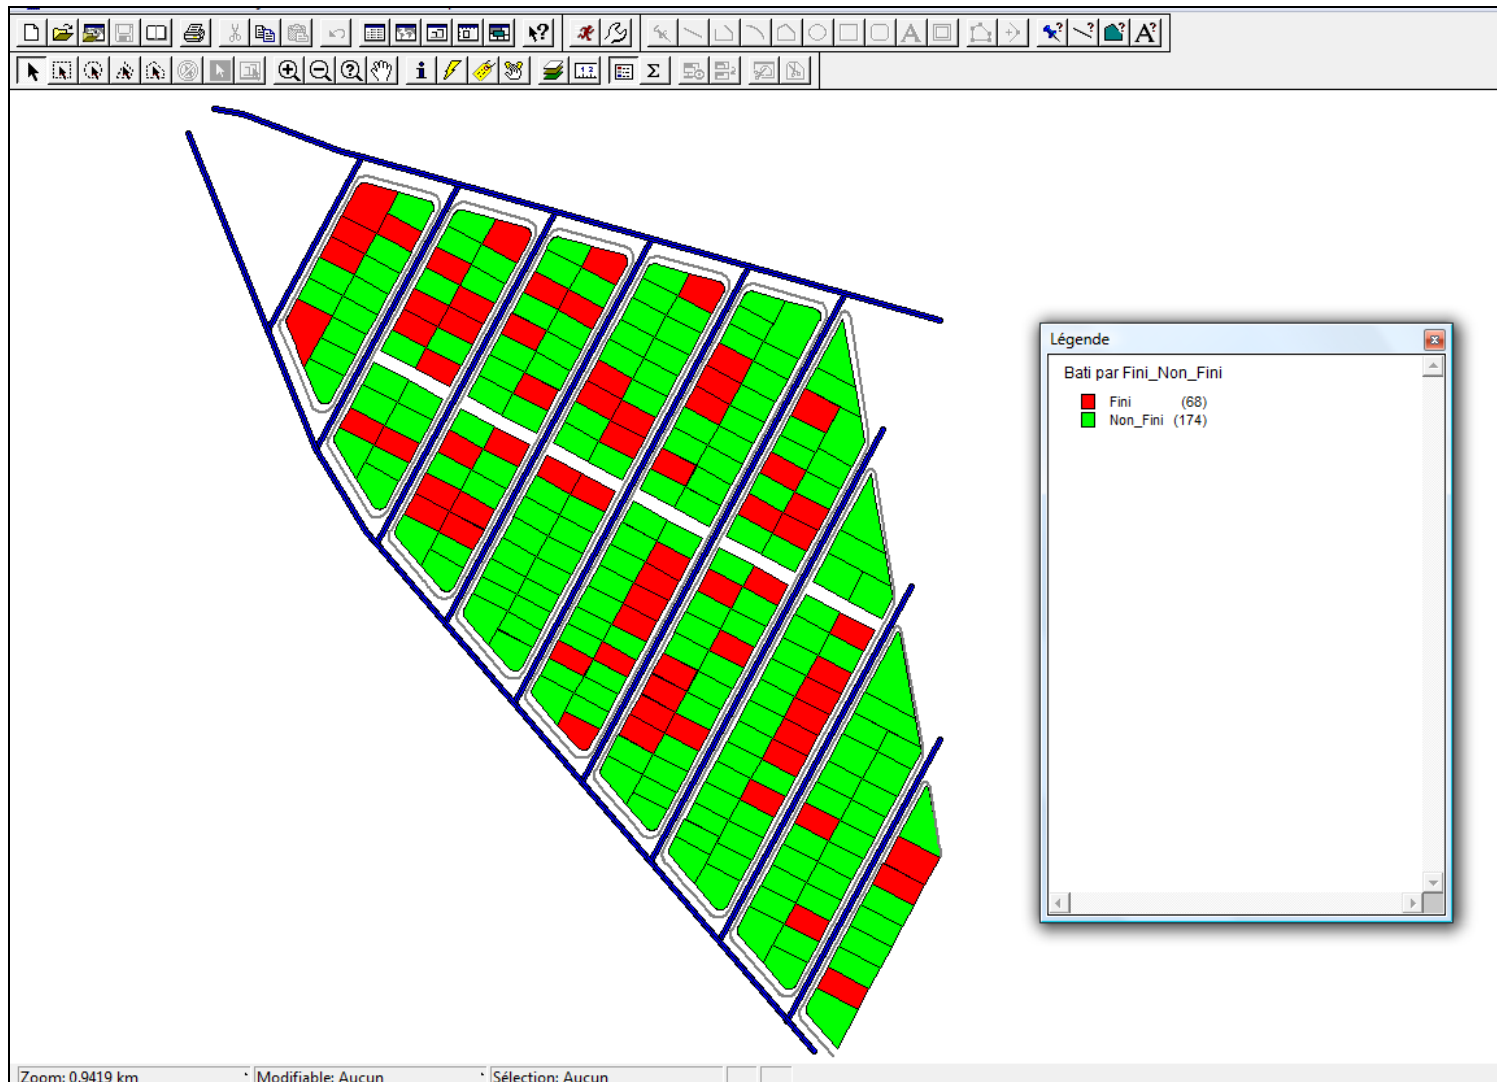 Légende
Bati par Fini_Non_Fini
Fini (68)
Non_Fini (174)
Zoom: 0.9419 km
Modifiable: Aucun
Sélection: Aucun